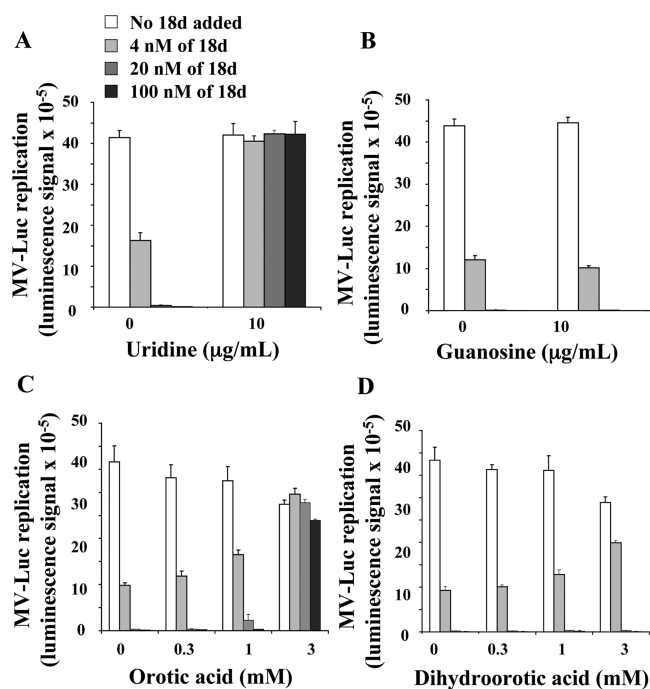 A
No 18d added
4 nM of 18d
20 nM of 18d
100 nM of 18d
MV-Luc replication
(luminescence signal x 10-5)
50
40
30
20
10
0
0
10
Uridine (µg/mL)
B
MV-Luc replication
(luminescence signal x 10-5)
50
40
30
20
10
0
0
10
Guanosine (µg/mL)
C
MV-Luc replication
(luminescence signal x 10-5)
50
40
30
20
10
0
0
0.3
1
3
Orotic acid (mM)
D
MV-Luc replication
(luminescence signal x 10-5)
50
40
30
20
10
0
0
0.3
1
3
Dihydroorotic acid (mM)